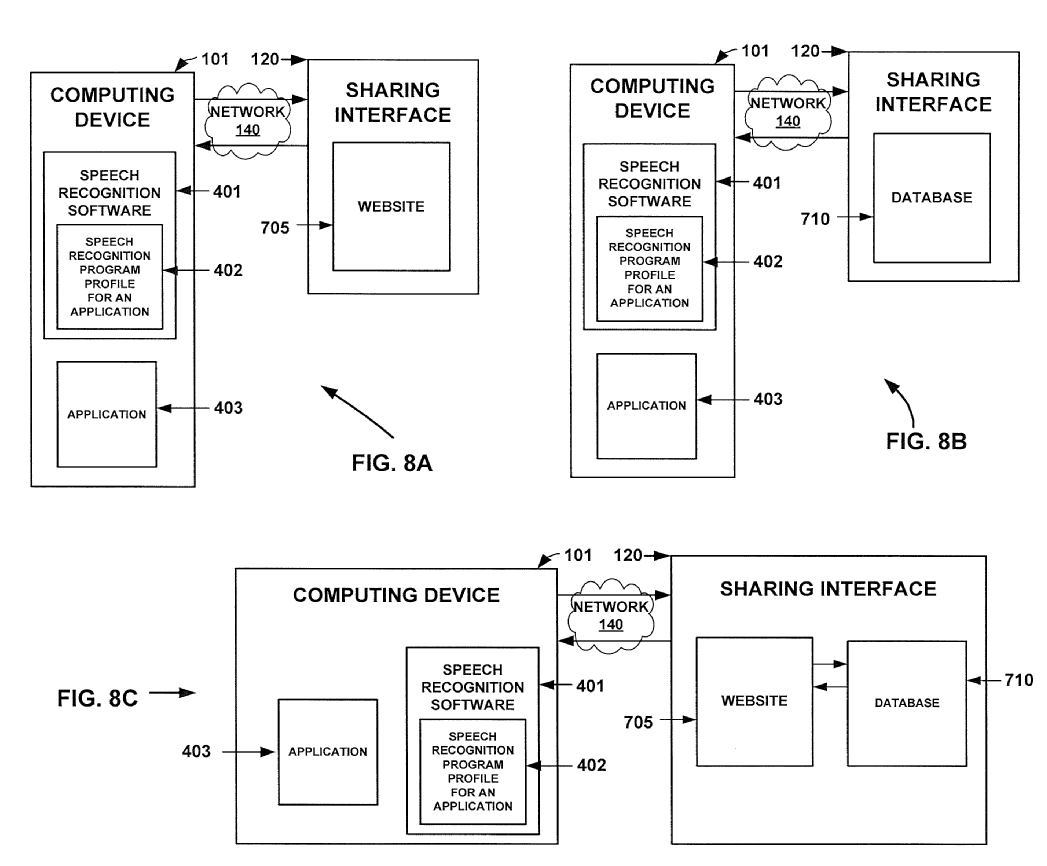 101
120
COMPUTING
DEVICE
NETWORK
140
SHARING
INTERFACE
SPEECH
RECOGNITION
SOFTWARE
401
WEBSITE
705
SPEECH
RECOGNITION
PROGRAM
PROFILE
FOR AN
APPLICATION
402
APPLICATION
403
FIG. 8A
101
120
COMPUTING
DEVICE
NETWORK
140
SHARING
INTERFACE
SPEECH
RECOGNITION
SOFTWARE
401
DATABASE
710
SPEECH
RECOGNITION
PROGRAM
PROFILE
FOR AN
APPLICATION
402
APPLICATION
403
FIG. 8B
101
120
COMPUTING DEVICE
NETWORK
140
SHARING INTERFACE
FIG. 8C
SPEECH
RECOGNITION
SOFTWARE
401
WEBSITE
705
DATABASE
710
403
APPLICATION
SPEECH
RECOGNITION
PROGRAM
PROFILE
FOR AN
APPLICATION
402